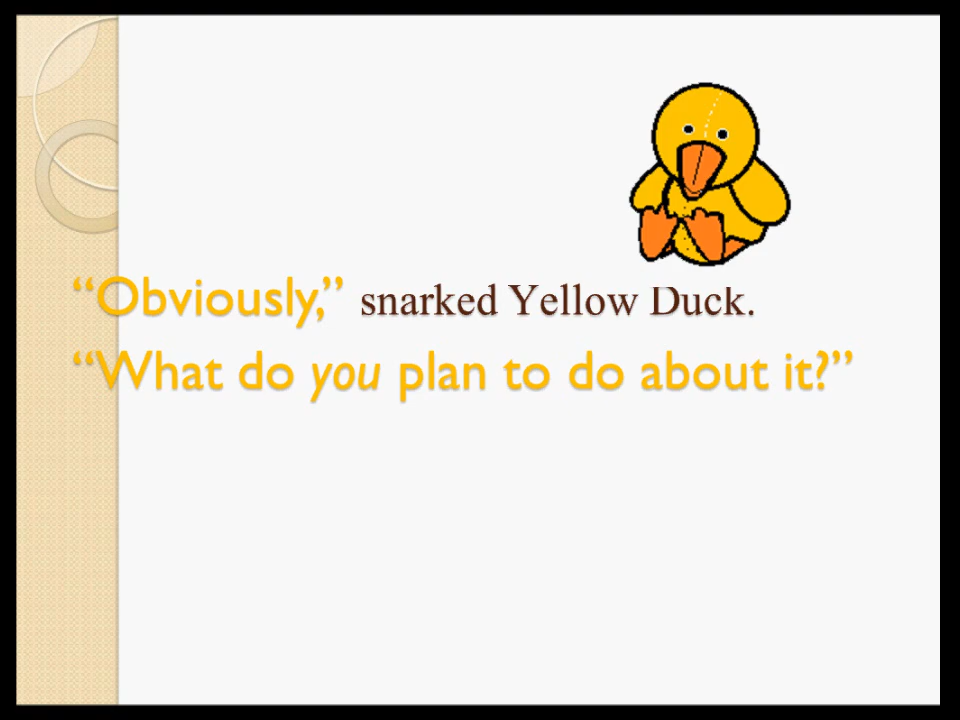 “Obviously,” snarked Yellow Duck.
“What do you plan to do about it?”